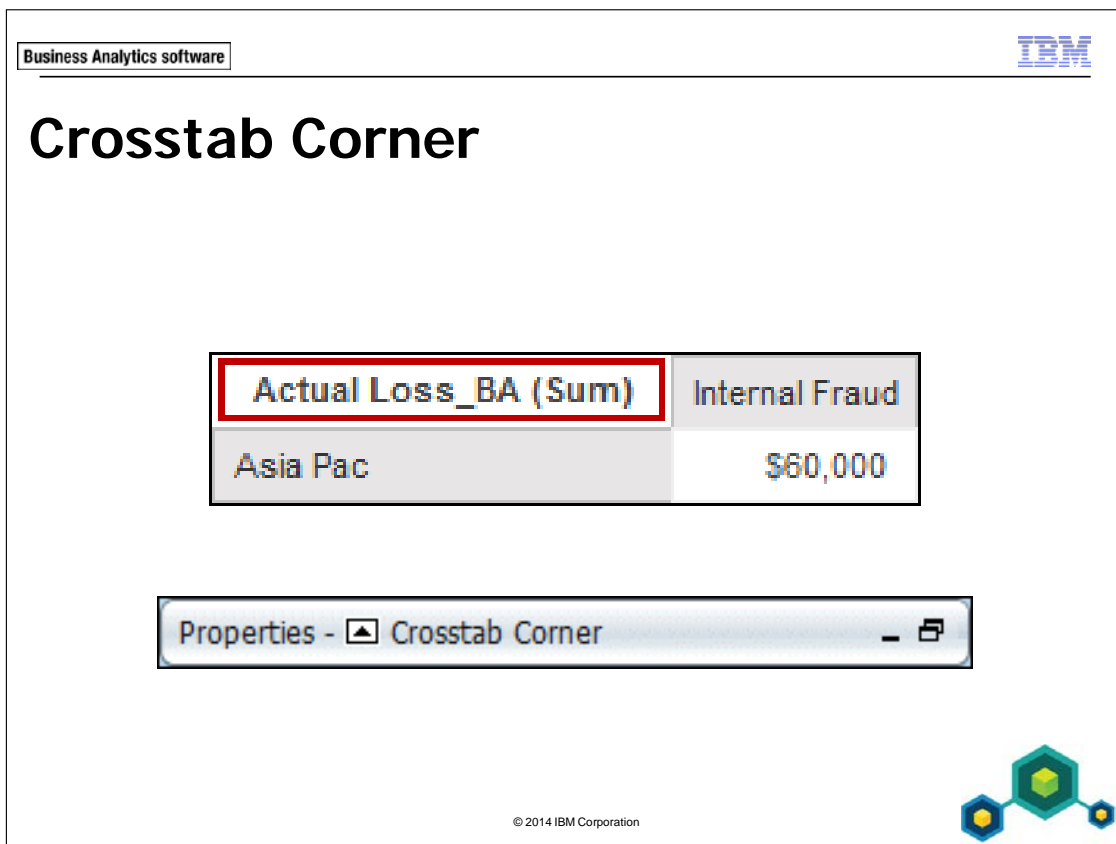 Business Analytics software
IBM
Crosstab Corner
Actual Loss_BA (Sum) Internal Fraud
Asia Pac $60,000
Properties - Crosstab Corner
© 2014 IBM Corporation